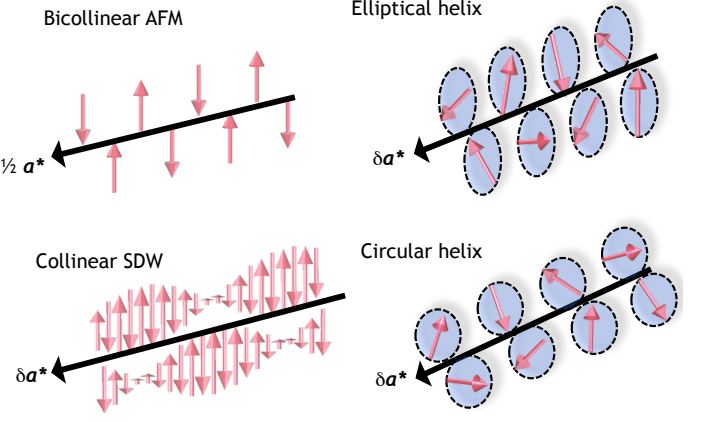 Bicollinear AFM
½ a*
Elliptical helix
δa*
Collinear SDW
δa*
Circular helix
δa*